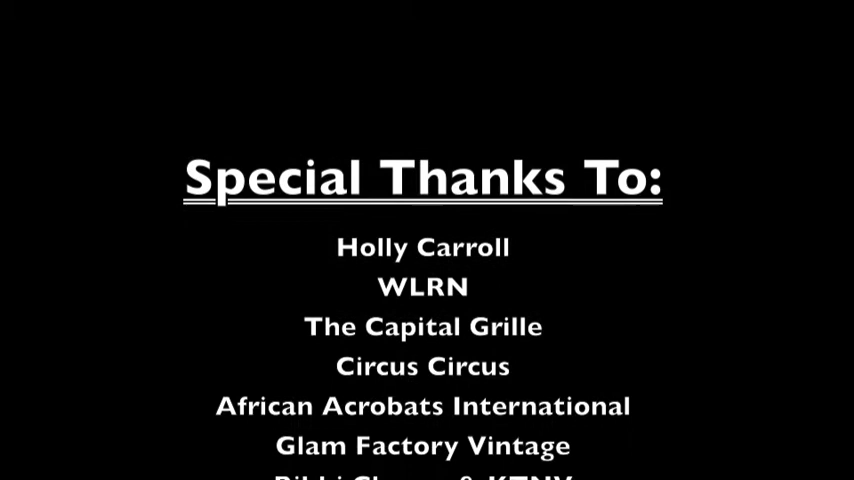 Special Thanks To:
Holly Carroll
WLRN
The Capital Grille
Circus Circus
African Acrobats International
Glam Factory Vintage